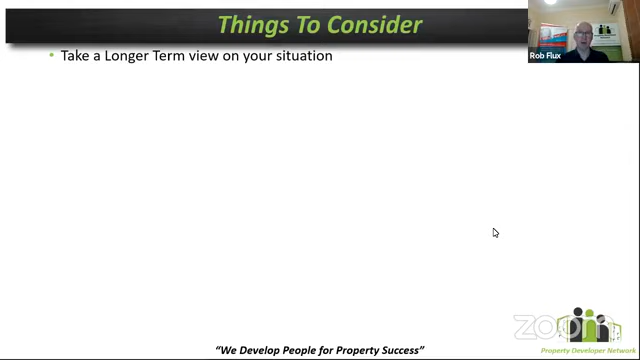 Things To Consider
• Take a Longer Term view on your situation
Rob Flux
zoom
Property Developer Network
“We Develop People for Property Success”